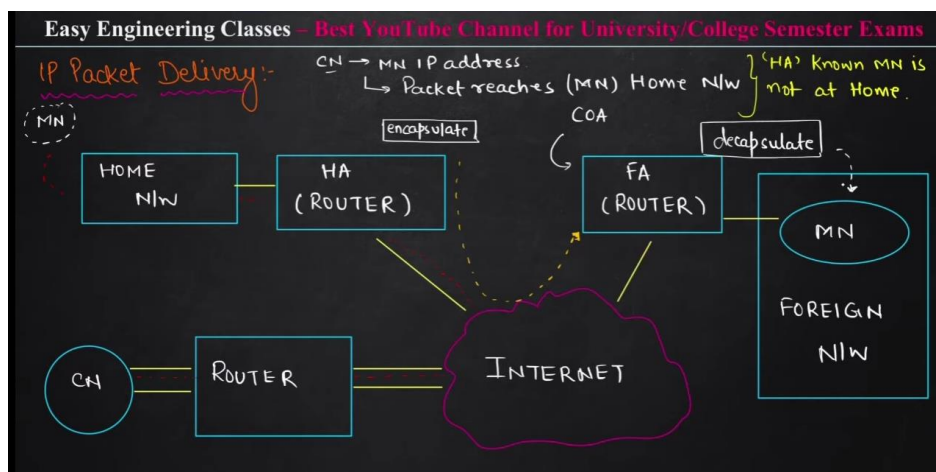 Easy Engineering Classes – Best YouTube Channel for University/College Semester Exams
IP Packet Delivery:-
CN → MN IP address
↳ Packet reaches (MN) Home N/w
'HA' Known MN is
not at Home.
MN
encapsulate
COA
decapsulate
HOME
N/W
HA
(ROUTER)
FA
(ROUTER)
MN
FOREIGN
N/W
CN
ROUTER
INTERNET